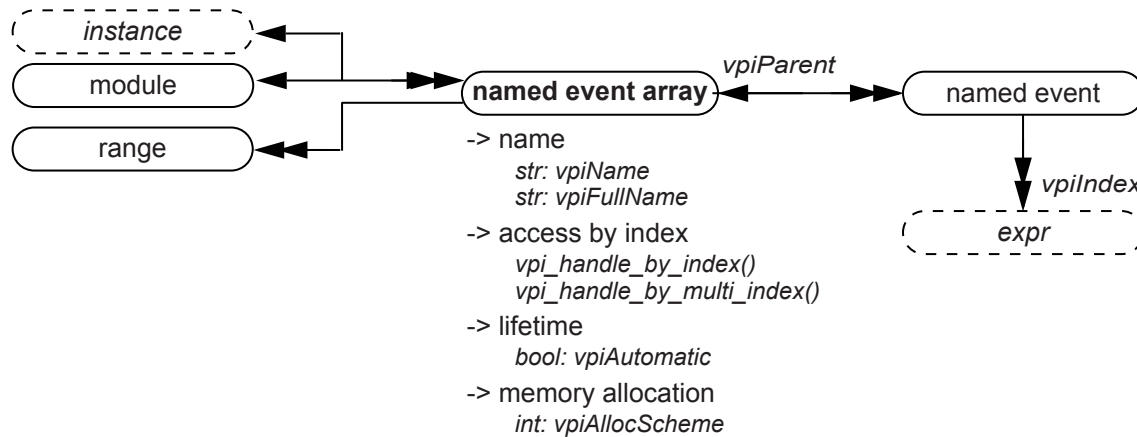 instance
module
range
named event array
vpiParent
named event
vpiIndex
expr
-> name
str: vpiName
str: vpiFullName
-> access by index
vpi_handle_by_index()
vpi_handle_by_multi_index()
-> lifetime
bool: vpiAutomatic
-> memory allocation
int: vpiAllocScheme